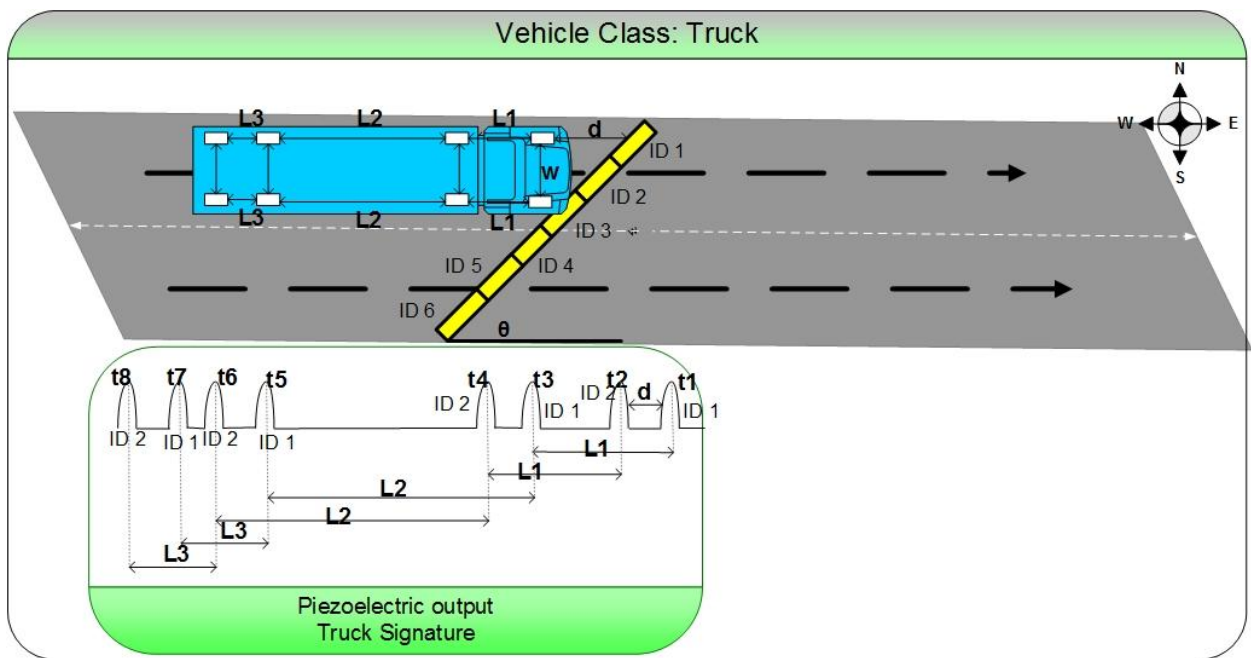 Vehicle Class: Truck
N
W E
S
L3 L2 L1 d
ID 1
W
ID 2
L3 L2 L1
ID 3
ID 5 ID 4
ID 6
θ
t8 t7 t6 t5 t4 t3 t2 d t1
ID 2 ID 1 ID 2 ID 1 ID 2 ID 1 ID 2 ID 1
L1
L1
L2
L2
L3
L3
Piezoelectric output
Truck Signature